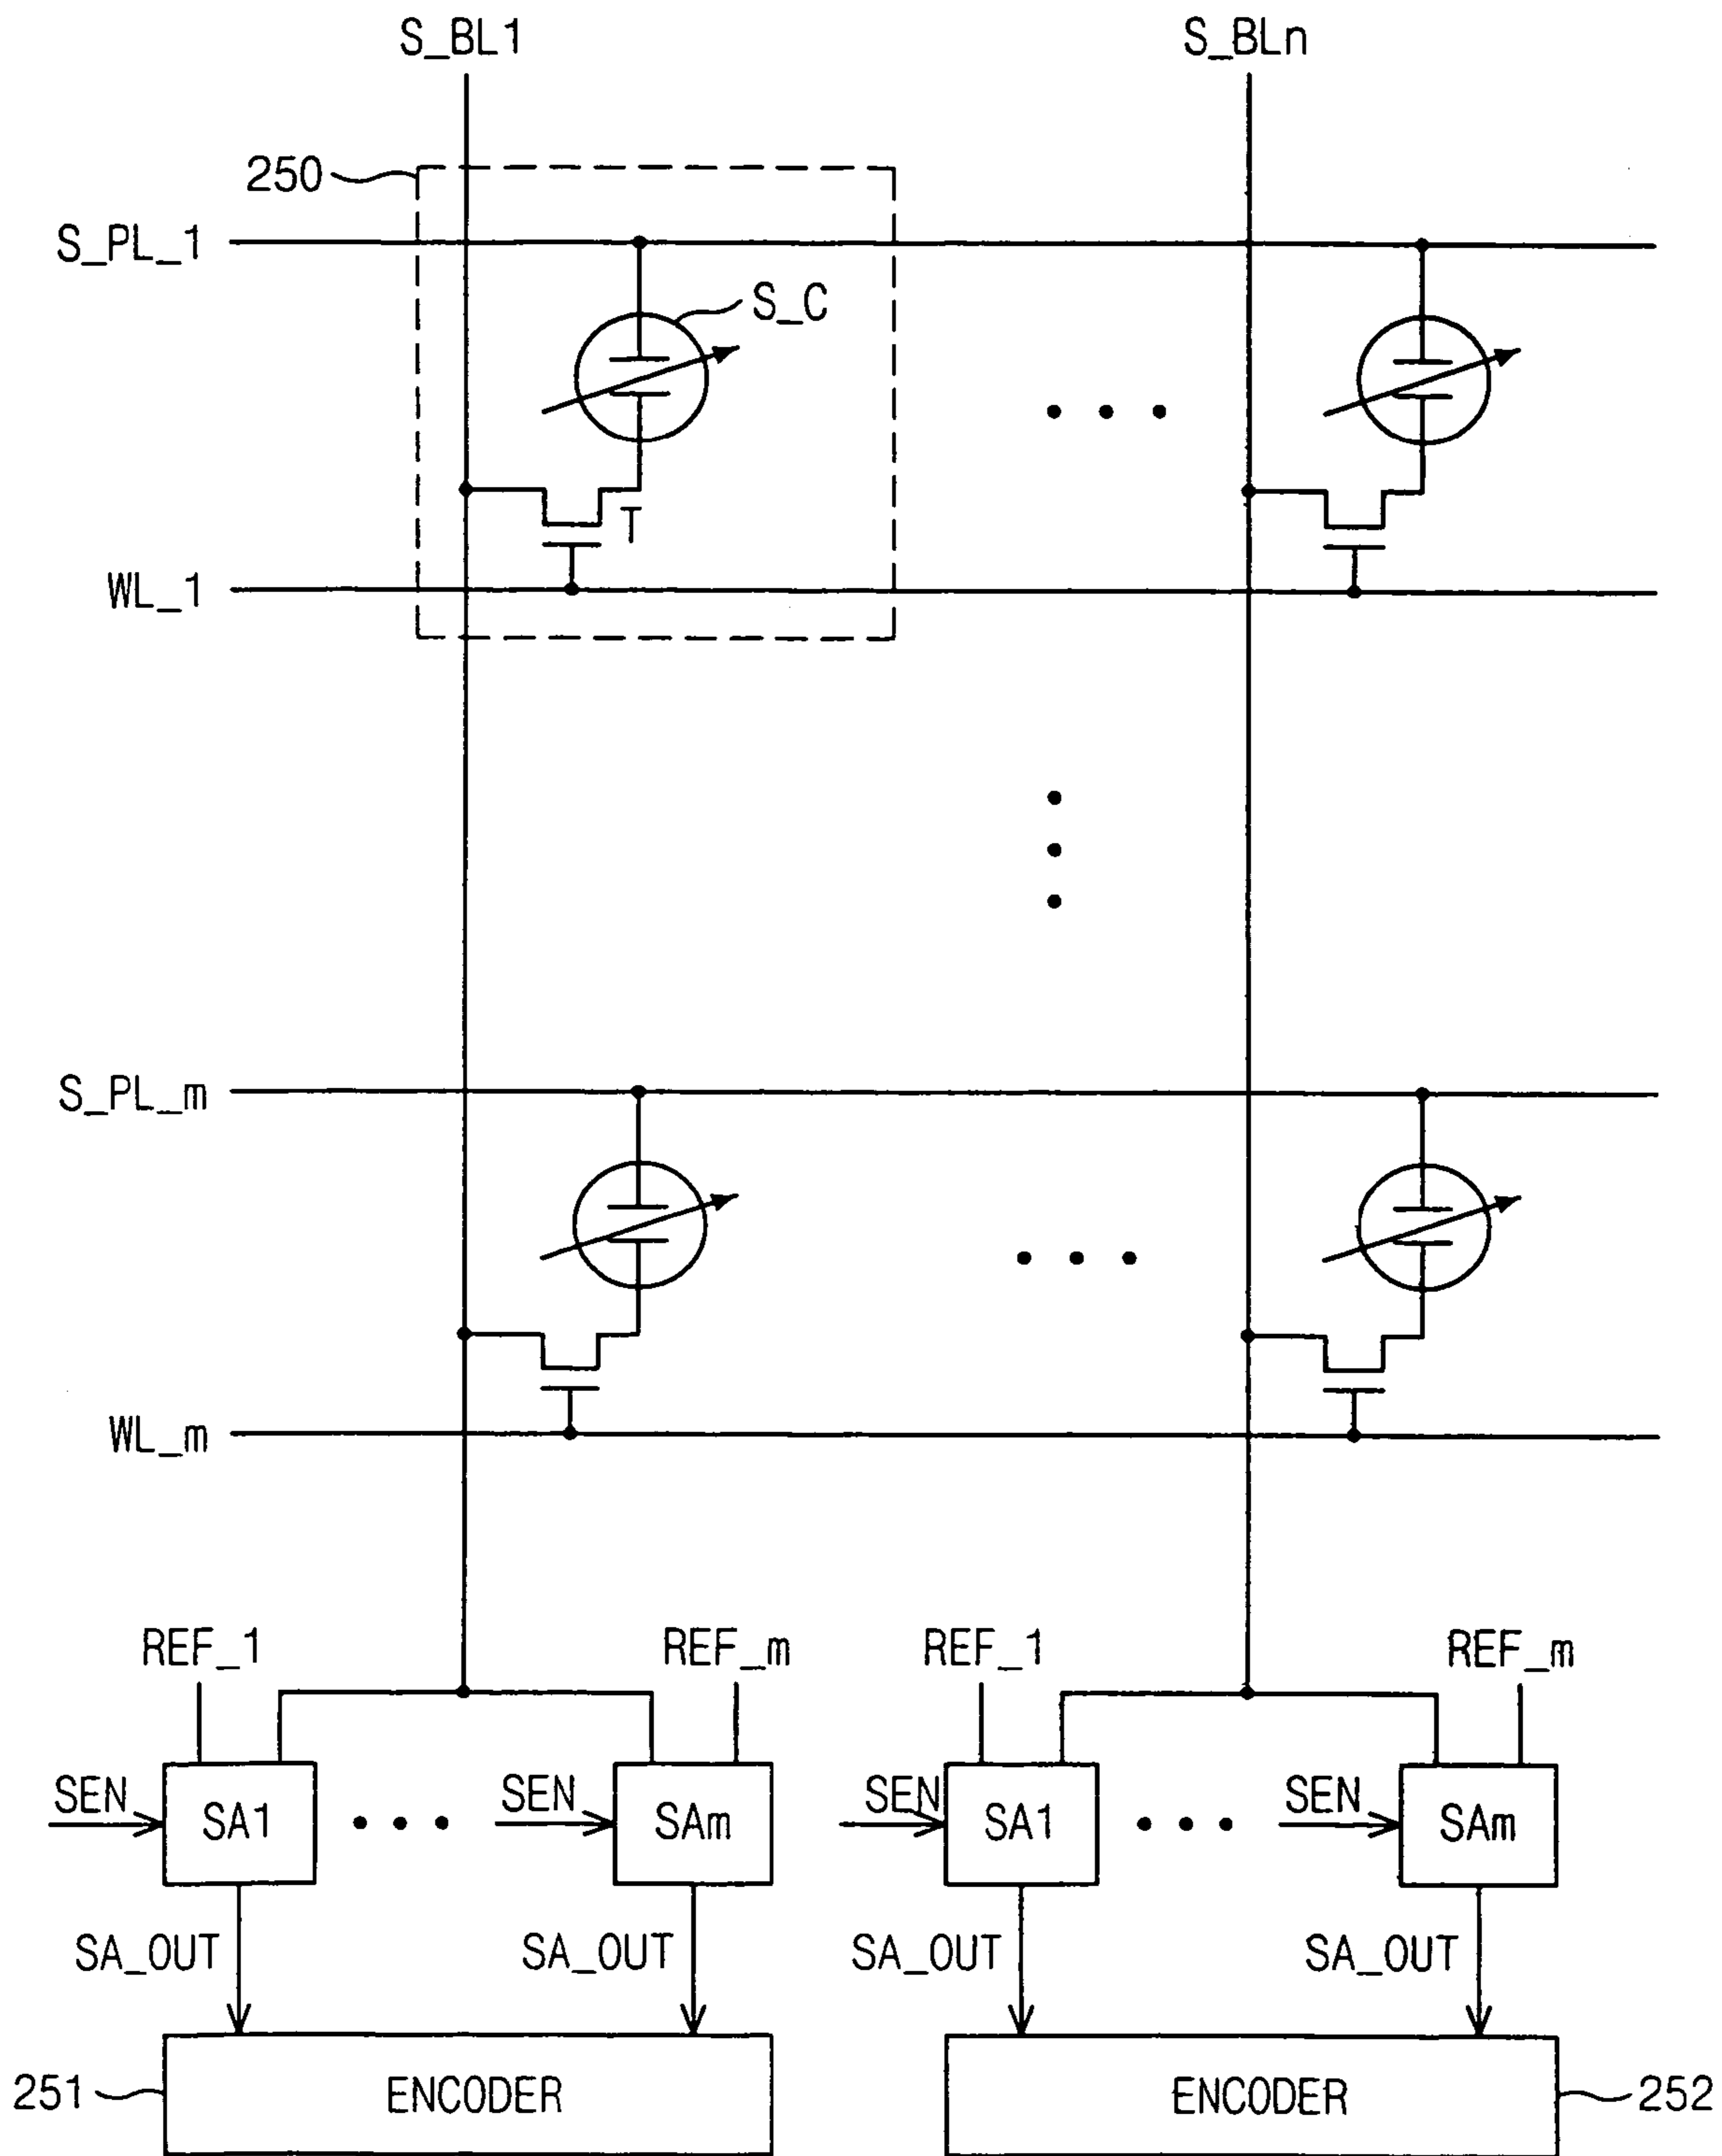 S_BL1 S_BLn
250
S_PL_1
S_C
T
WL_1
S_PL_m
WL_m
REF_1 REF_m REF_1 REF_m
SEN SA1 SEN SAm SEN SA1 SEN SAm
SA_OUT SA_OUT SA_OUT SA_OUT
251 ENCODER ENCODER 252